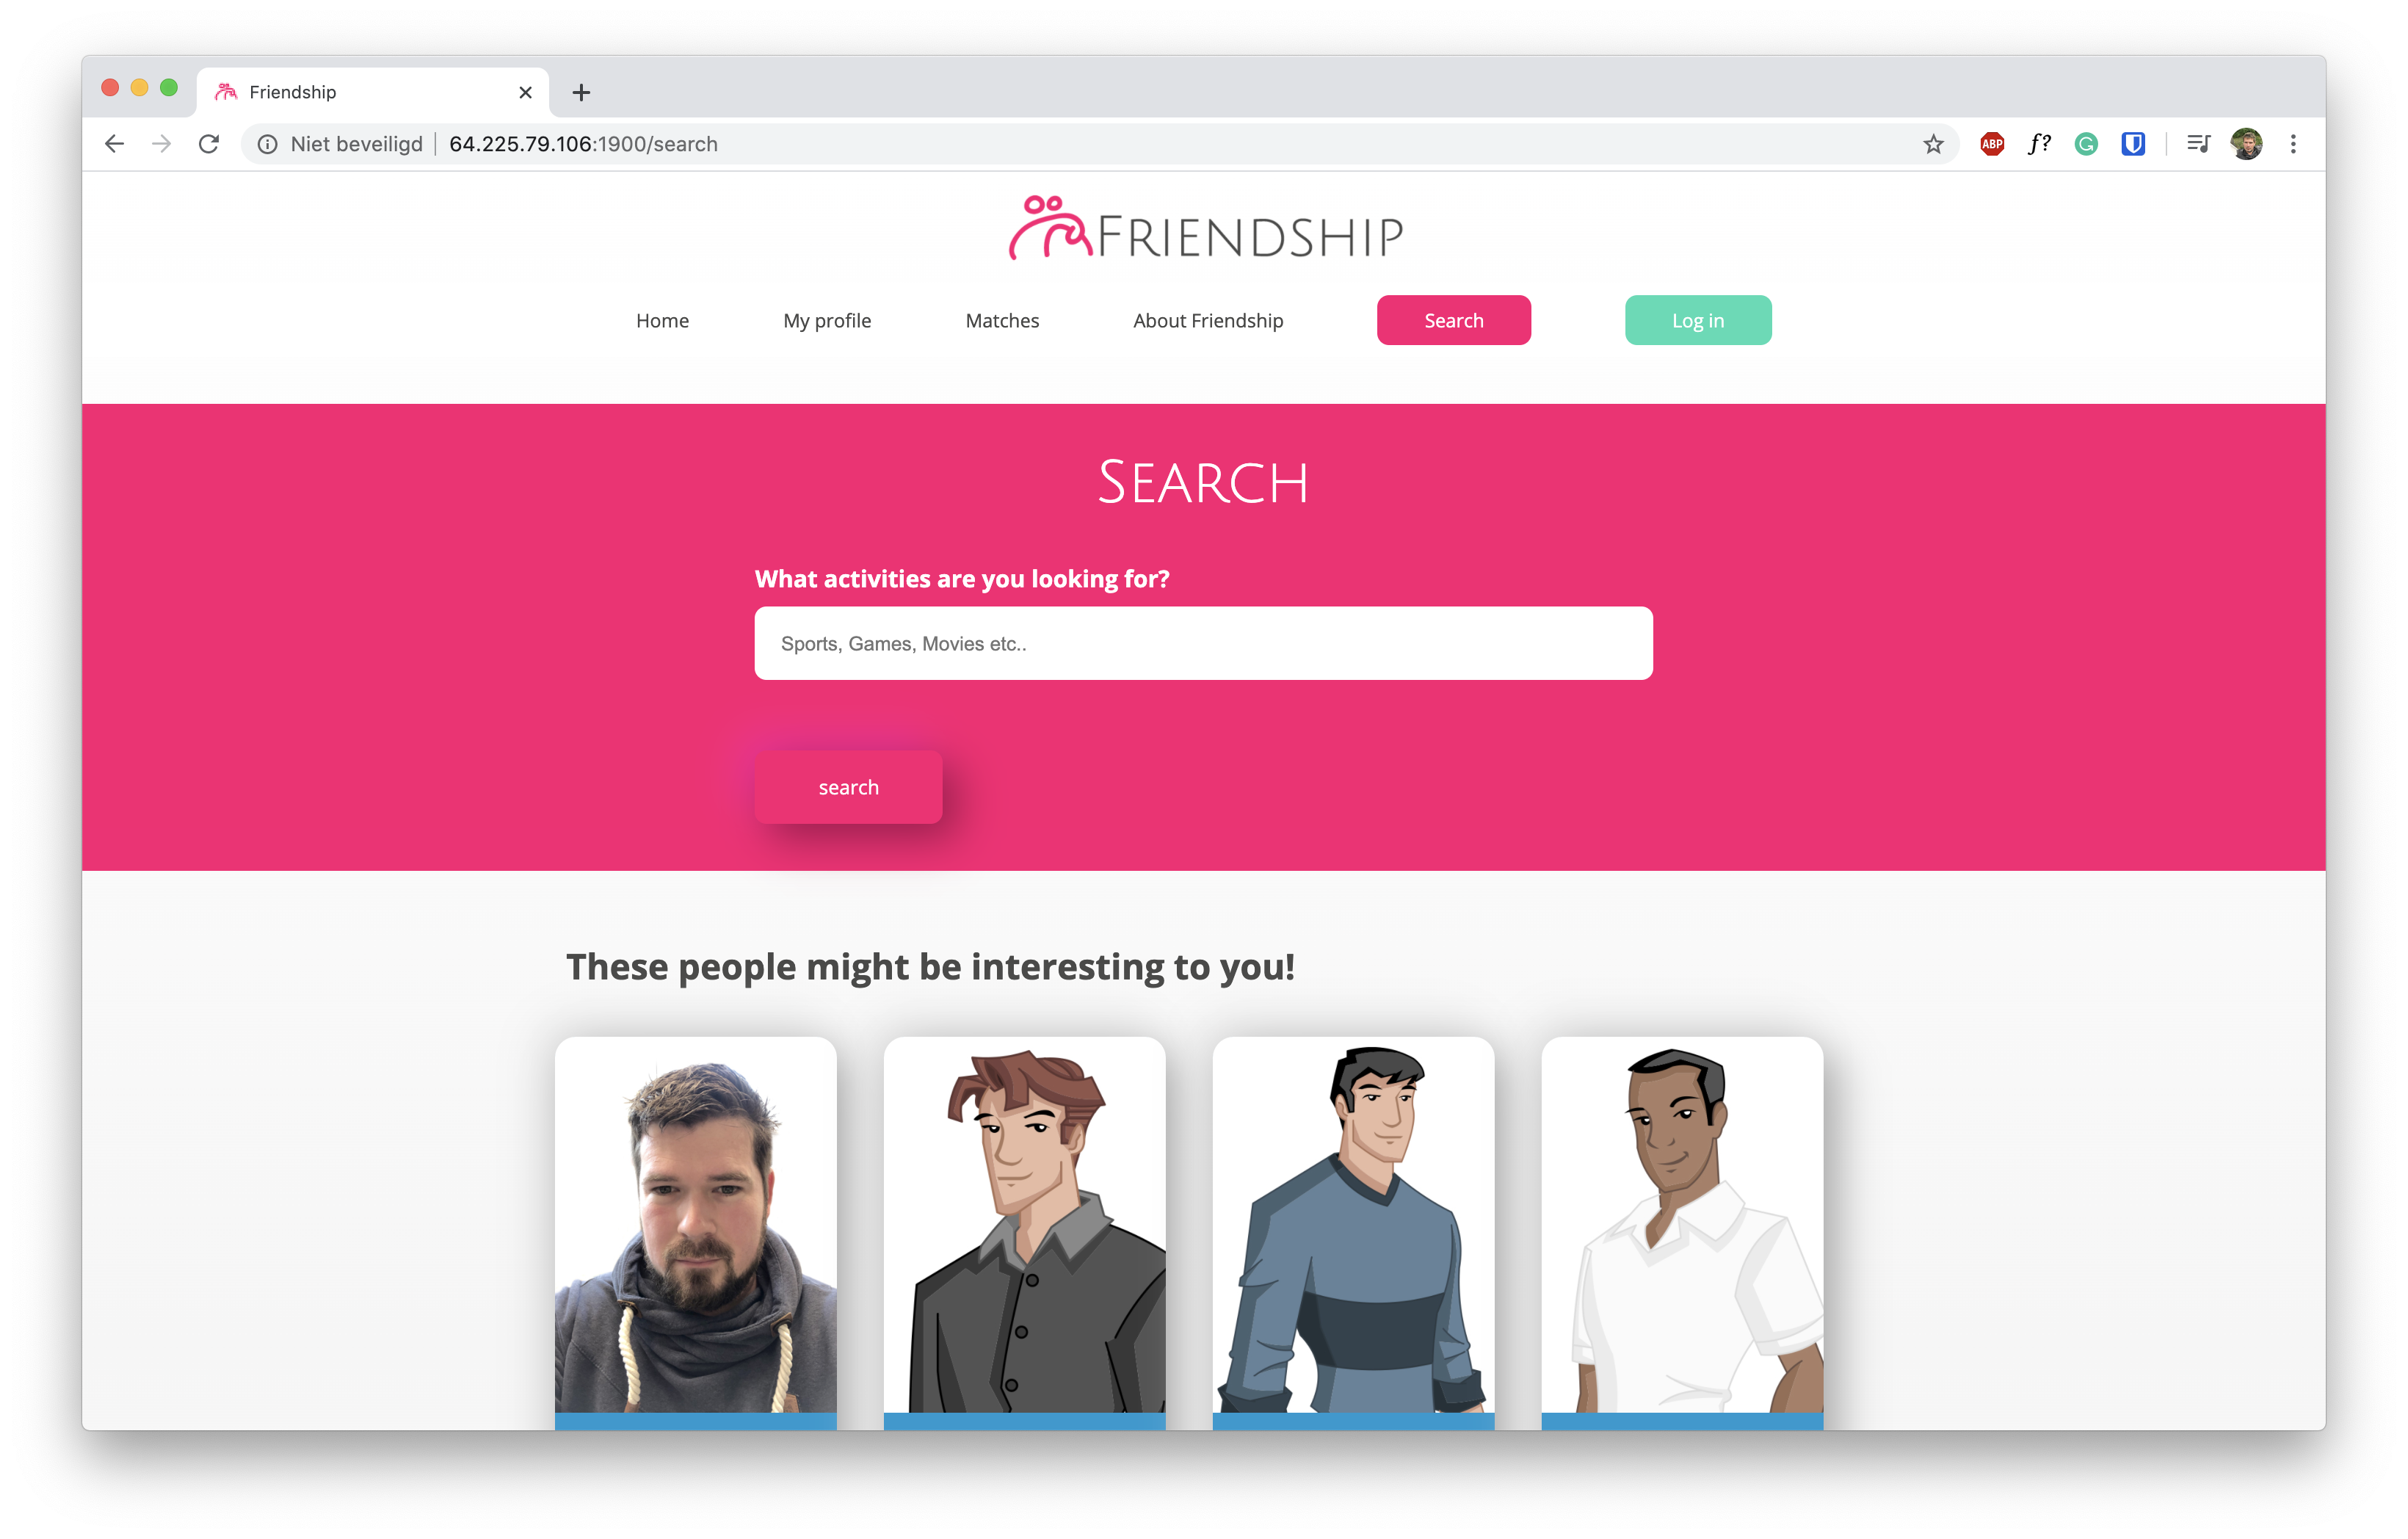 Friendship
Niet beveiligd | 64.225.79.106:1900/search
ABP f? G
FRIENDSHIP
Home My profile Matches About Friendship Search Log in
SEARCH
What activities are you looking for?
Sports, Games, Movies etc..
search
These people might be interesting to you!